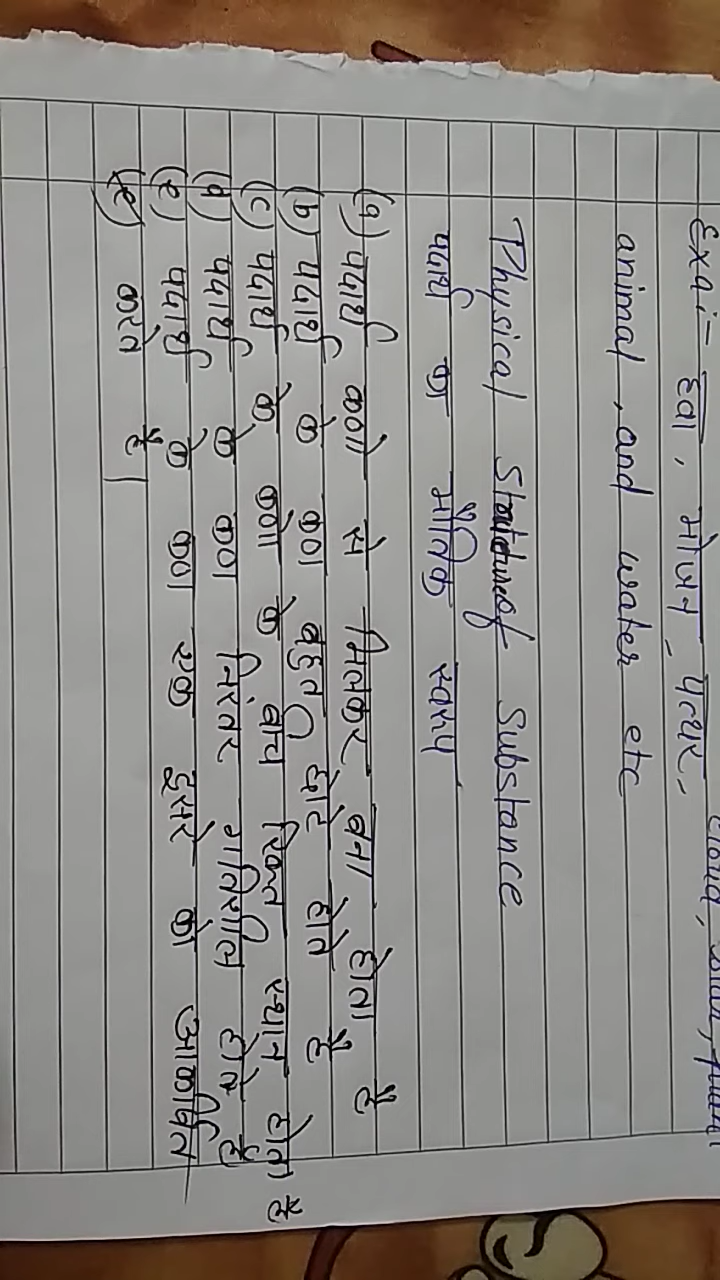 Exa:- हवा, भोजन, पत्थर,
animal, and water etc
Physical State of Substance
पदार्थ का भौतिक स्वरूप
(a) पदार्थ कणो से मिलकर बना होता है
(b) पदार्थ के कण बहुत छोटे होते है
(c) पदार्थ के कणो के बीच रिक्त स्थान होता है
(d) पदार्थ के कण निरंतर गतिशील होते है
(e) पदार्थ के कण एक दूसरे को आकर्षित
करते है।